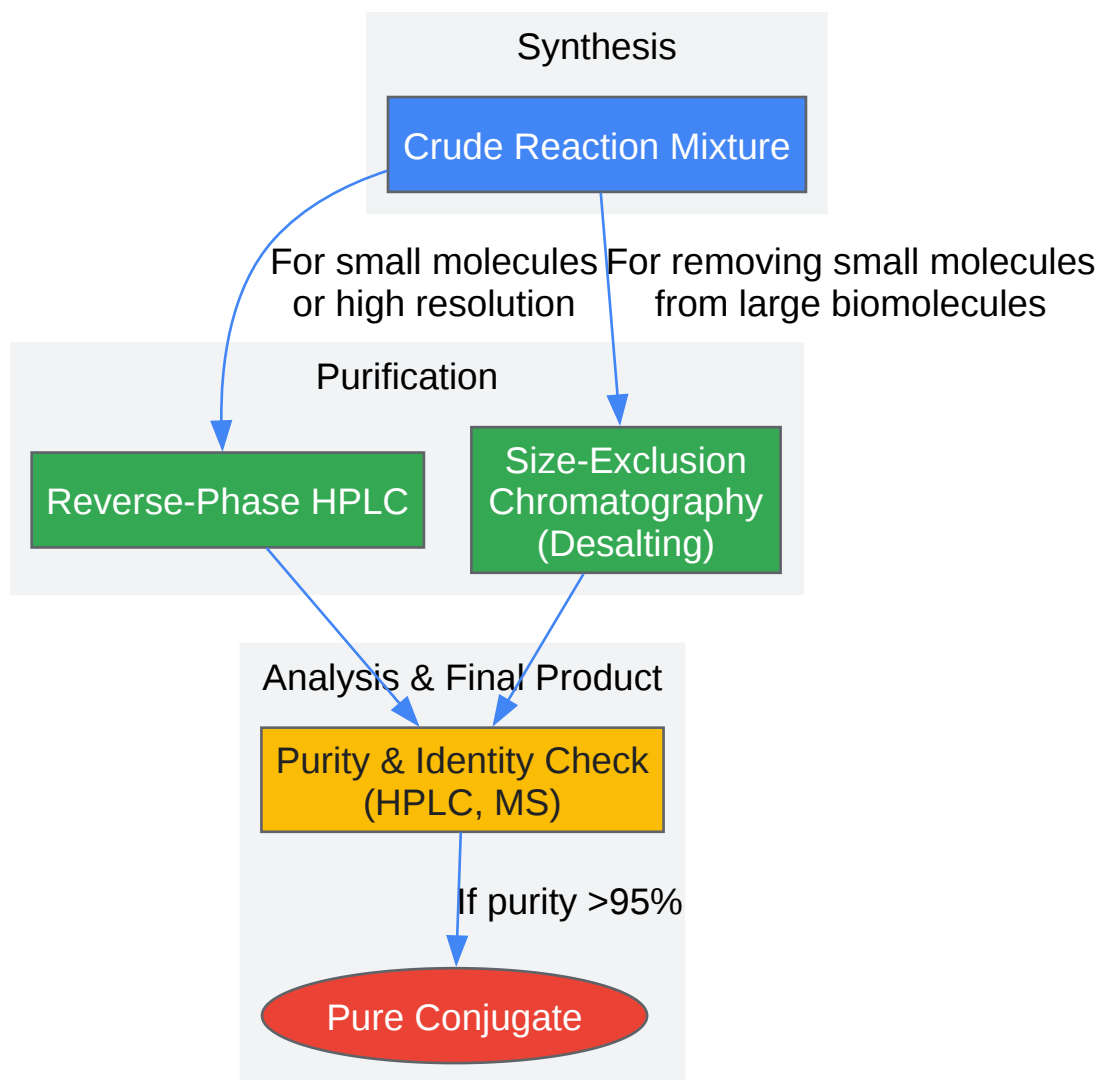 Synthesis
Crude Reaction Mixture
For small molecules
or high resolution
For removing small molecules
from large biomolecules
Purification
Reverse-Phase HPLC
Size-Exclusion
Chromatography
(Desalting)
Analysis & Final Product
Purity & Identity Check
(HPLC, MS)
If purity >95%
Pure Conjugate